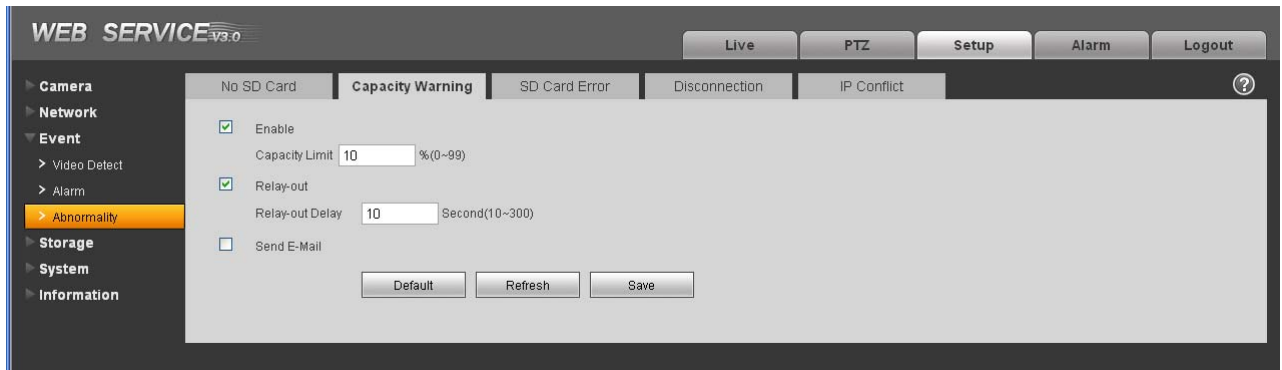 WEB SERVICE V3.0
Live PTZ Setup Alarm Logout
Camera
Network
Event
> Video Detect
> Alarm
> Abnormality
Storage
System
Information
No SD Card Capacity Warning SD Card Error Disconnection IP Conflict ?
Enable
Capacity Limit 10 %(0~99)
Relay-out
Relay-out Delay 10 Second(10~300)
Send E-Mail
Default Refresh Save